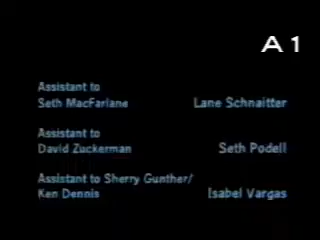 A 1
Assistant to
Seth MacFarlane Lane Schnaitter
Assistant to
David Zuckerman Seth Podell
Assistant to Sherry Gunther/
Ken Dennis Isabel Vargas